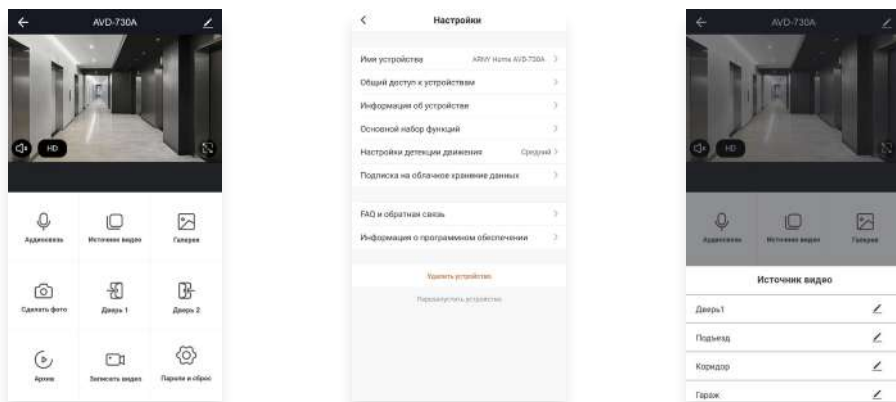 AVD-730A
HD
Аудиосвязь
Источник видео
Галерея
Сделать фото
Дверь 1
Дверь 2
Архив
Записать видео
Пароли и сброс
Настройки
Имя устройства ARNY Home AVD-730A
Общий доступ к устройствам
Информация об устройстве
Основной набор функций
Настройки детекции движения Средний
Подписка на облачное хранение данных
FAQ и обратная связь
Информация о программном обеспечении
Удалить устройство
Перезапустить устройство
AVD-730A
HD
Аудиосвязь
Источник видео
Галерея
Источник видео
Дверь1
Подъезд
Коридор
Гараж